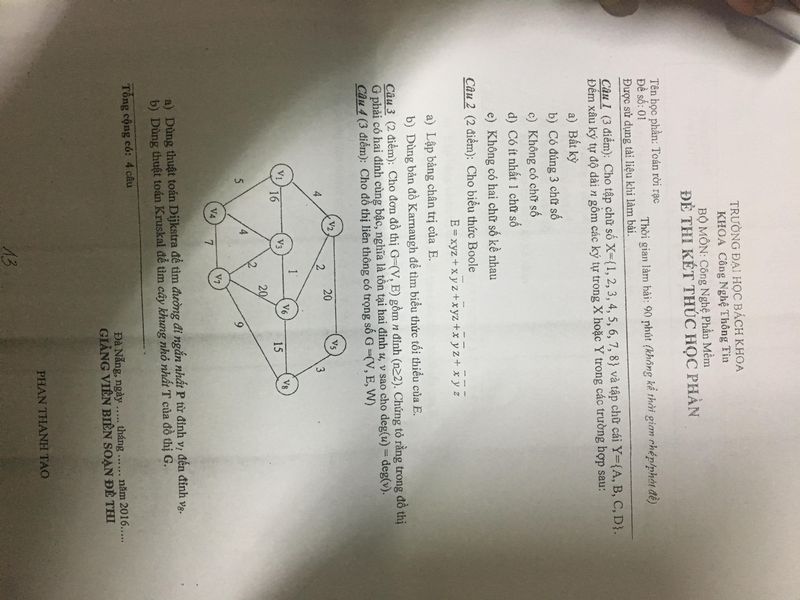 TRƯỜNG ĐẠI HỌC BÁCH KHOA
KHOA Công Nghệ Thông Tin
BỘ MÔN: Công Nghệ Phần Mềm
ĐỀ THI KẾT THÚC HỌC PHẦN
Tên học phần: Toán rời rạc
Đề số: 01 Thời gian làm bài: 90 phút (không kể thời gian chép/phát đề)
Được sử dụng tài liệu khi làm bài.
Câu 1 (3 điểm): Cho tập chữ số X={1, 2, 3, 4, 5, 6, 7, 8} và tập chữ cái Y={A, B, C, D}.
Đếm xâu ký tự độ dài n gồm các ký tự trong X hoặc Y trong các trường hợp sau:
a) Bất kỳ
b) Có đúng 3 chữ số
c) Không có chữ số
d) Có ít nhất 1 chữ số
e) Không có hai chữ số kề nhau
Câu 2 (2 điểm): Cho biểu thức Boole
a) Lập bảng chân trị của E.
b) Dùng bản đồ Karnaugh để tìm biểu thức tối thiểu của E.
Câu 3 (2 điểm): Cho đơn đồ thị G=(V, E) gồm n đỉnh (n≥2). Chứng tỏ rằng trong đồ thị
G phải có hai đỉnh cùng bậc, nghĩa là tồn tại hai đỉnh u, v sao cho deg(u) = deg(v).
Câu 4 (3 điểm): Cho đồ thị liên thông có trọng số G =(V, E, W)
v1
4
v2
20
v5
16
2
3
5
v3
1
v6
15
v8
4
2
20
v4
7
v7
9
a) Dùng thuật toán Dijkstra để tìm đường đi ngắn nhất P từ đỉnh v1 đến đỉnh v8.
b) Dùng thuật toán Kruskal để tìm cây khung nhỏ nhất T của đồ thị G.
Tổng cộng có: 4 câu
Đà Nẵng, ngày ..... tháng ...... năm 2016.....
GIẢNG VIÊN BIÊN SOẠN ĐỀ THI
PHAN THANH TAO
13